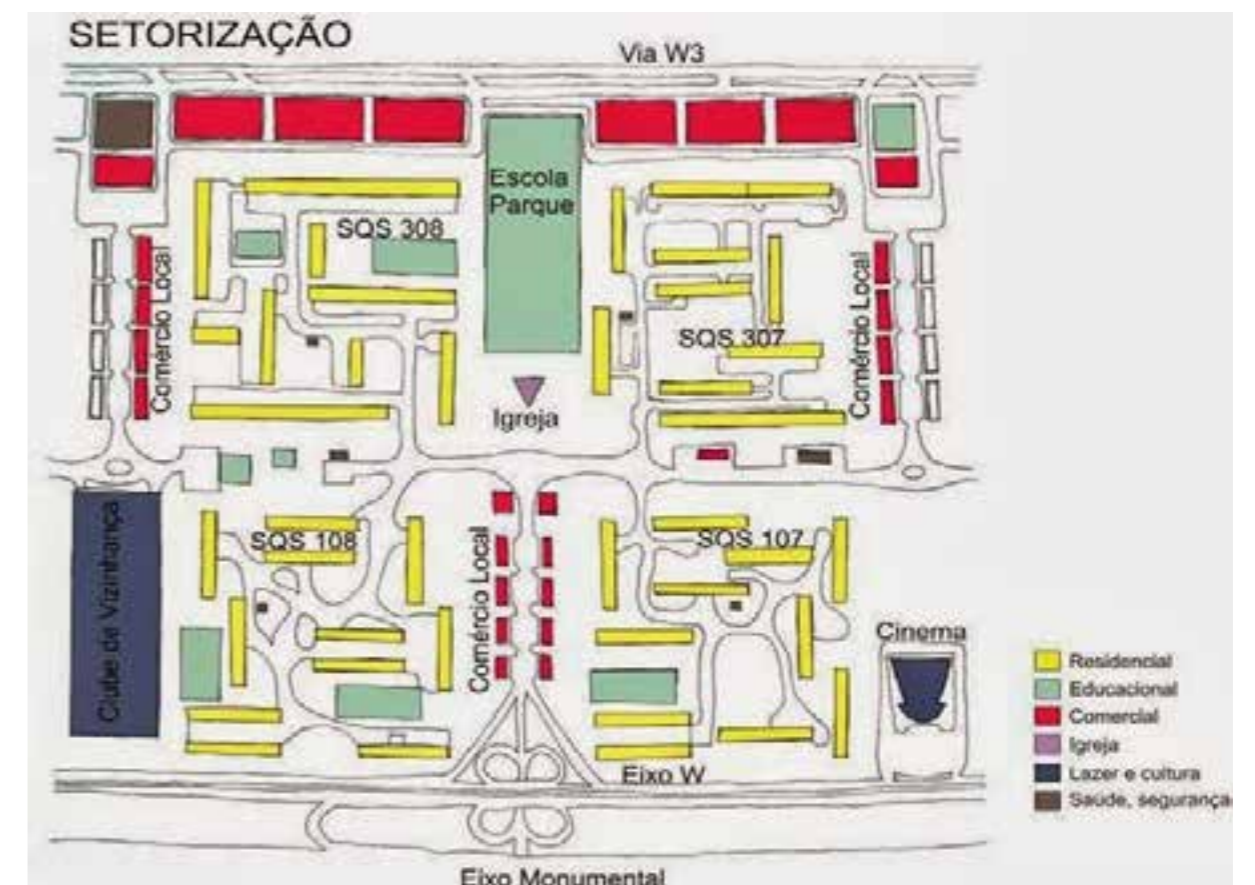 SETORIZAÇÃO
Via W3
Escola
Parque
SQS 308
Comércio Local
SQS 307
Comércio Local
Igreja
Clube de Vizinhança
SQS 108
Comércio Local
SQS 107
Cinema
Eixo W
Eixo Monumental
Residencial
Educacional
Comercial
Igreja
Lazer e cultura
Saúde, segurança